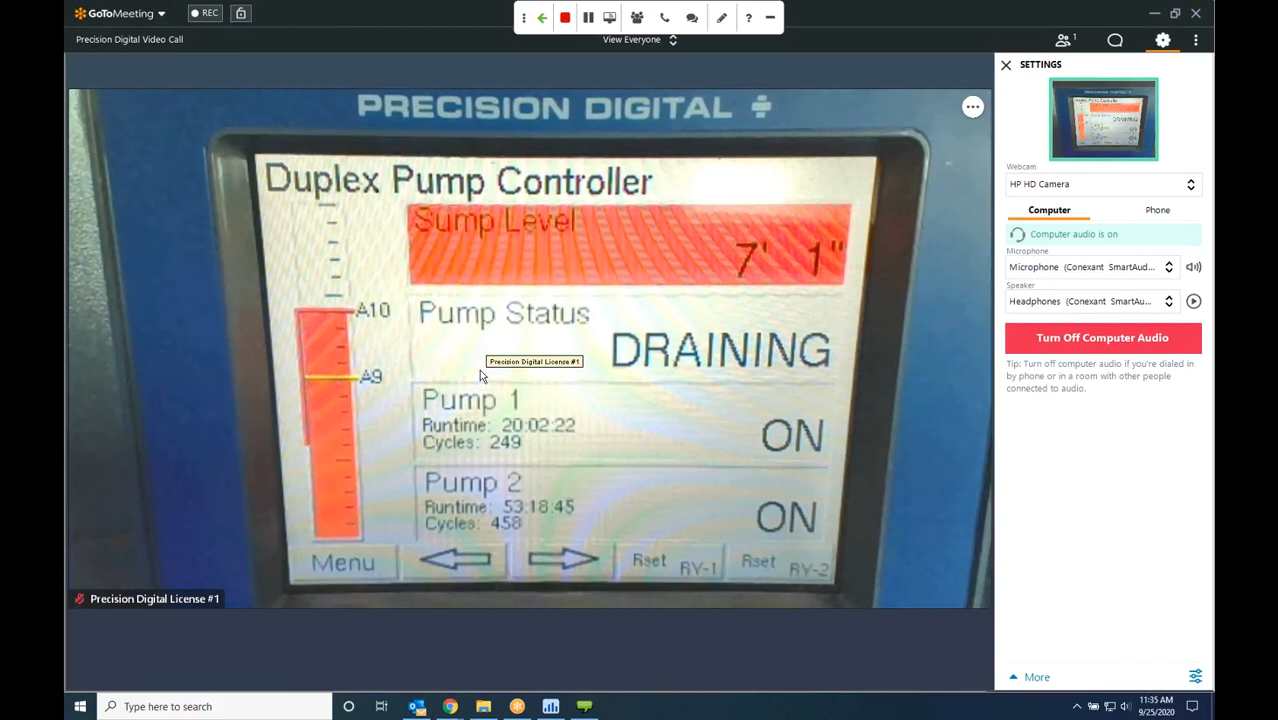 GoToMeeting
REC
Precision Digital Video Call
View Everyone
?
1
SETTINGS
PRECISION DIGITAL
Duplex Pump Controller
Sump Level
7' 1"
A10
A9
Pump Status
DRAINING
Precision Digital License #1
Pump 1
Runtime: 20:02:22
Cycles: 249
ON
Pump 2
Runtime: 53:18:45
Cycles: 458
ON
Menu
Rset RY-1
Rset RY-2
Precision Digital License #1
Webcam
HP HD Camera
Computer
Phone
Computer audio is on
Microphone
Microphone (Conexant SmartAud...
Speaker
Headphones (Conexant SmartAu...
Turn Off Computer Audio
Tip: Turn off computer audio if you're dialed in
by phone or in a room with other people
connected to audio.
More
Type here to search
11:35 AM
9/25/2020